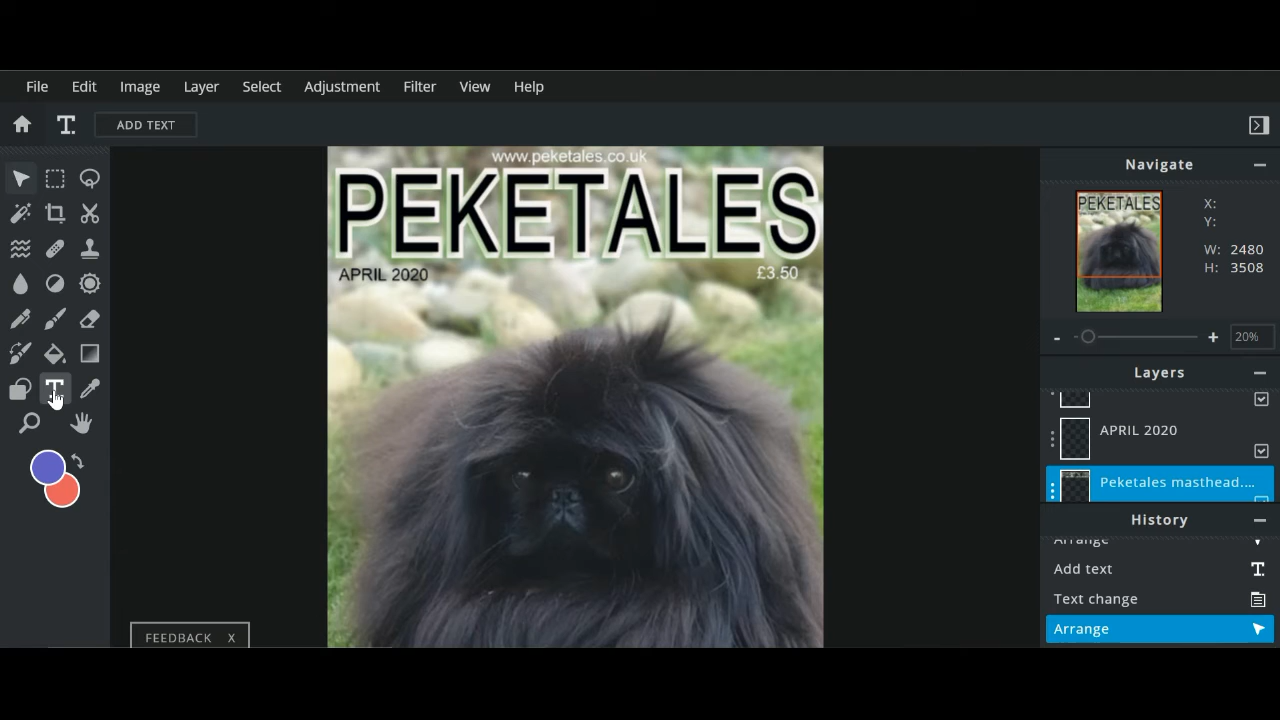 File Edit Image Layer Select Adjustment Filter View Help
ADD TEXT
www.peketales.co.uk
PEKETALES
APRIL 2020 £3.50
FEEDBACK X
Navigate
PEKETALES
X:
Y:
W: 2480
H: 3508
- + 20%
Layers
APRIL 2020
Peketales masthead....
History
Arrange
Add text
Text change
Arrange